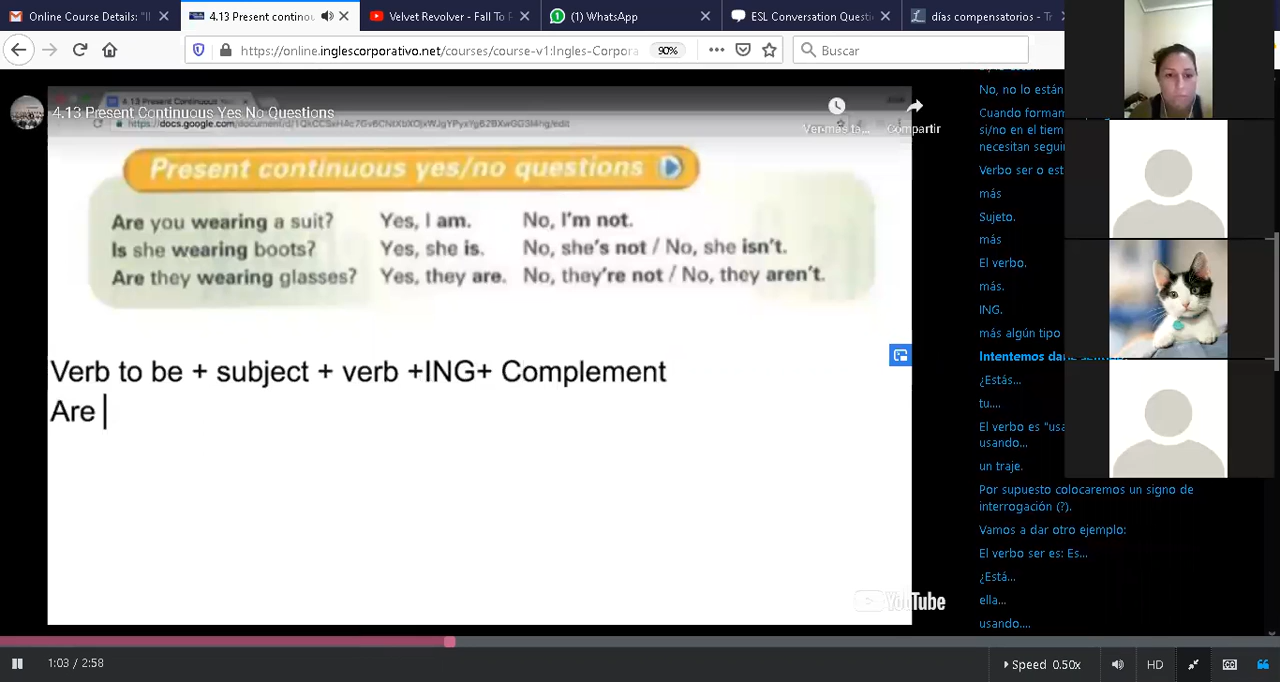 Online Course Details: "I
4.13 Present continuo
Velvet Revolver - Fall To F
(1) WhatsApp
ESL Conversation Questi
días compensatorios - Tr
https://online.inglescorporativo.net/courses/course-v1:Ingles-Corpora
90%
Buscar
4.13 Present Continuous Yes No Questions
Ver más ta...
Compartir
Present continuous yes/no questions
Are you wearing a suit? Yes, I am. No, I'm not.
Is she wearing boots? Yes, she is. No, she's not / No, she isn't.
Are they wearing glasses? Yes, they are. No, they're not / No, they aren't.
Verb to be + subject + verb +ING+ Complement
Are
YouTube
No, no lo están
Cuando formam
si/no en el tiem
necesitan seguir
Verbo ser o est
más
Sujeto.
más
El verbo.
más.
ING.
más algún tipo
Intentemos
¿Estás...
tu....
El verbo es "usa
usando...
un traje.
Por supuesto colocaremos un signo de
interrogación (?).
Vamos a dar otro ejemplo:
El verbo ser es: Es...
¿Está...
ella...
usando....
1:03 / 2:58
Speed 0.50x
HD